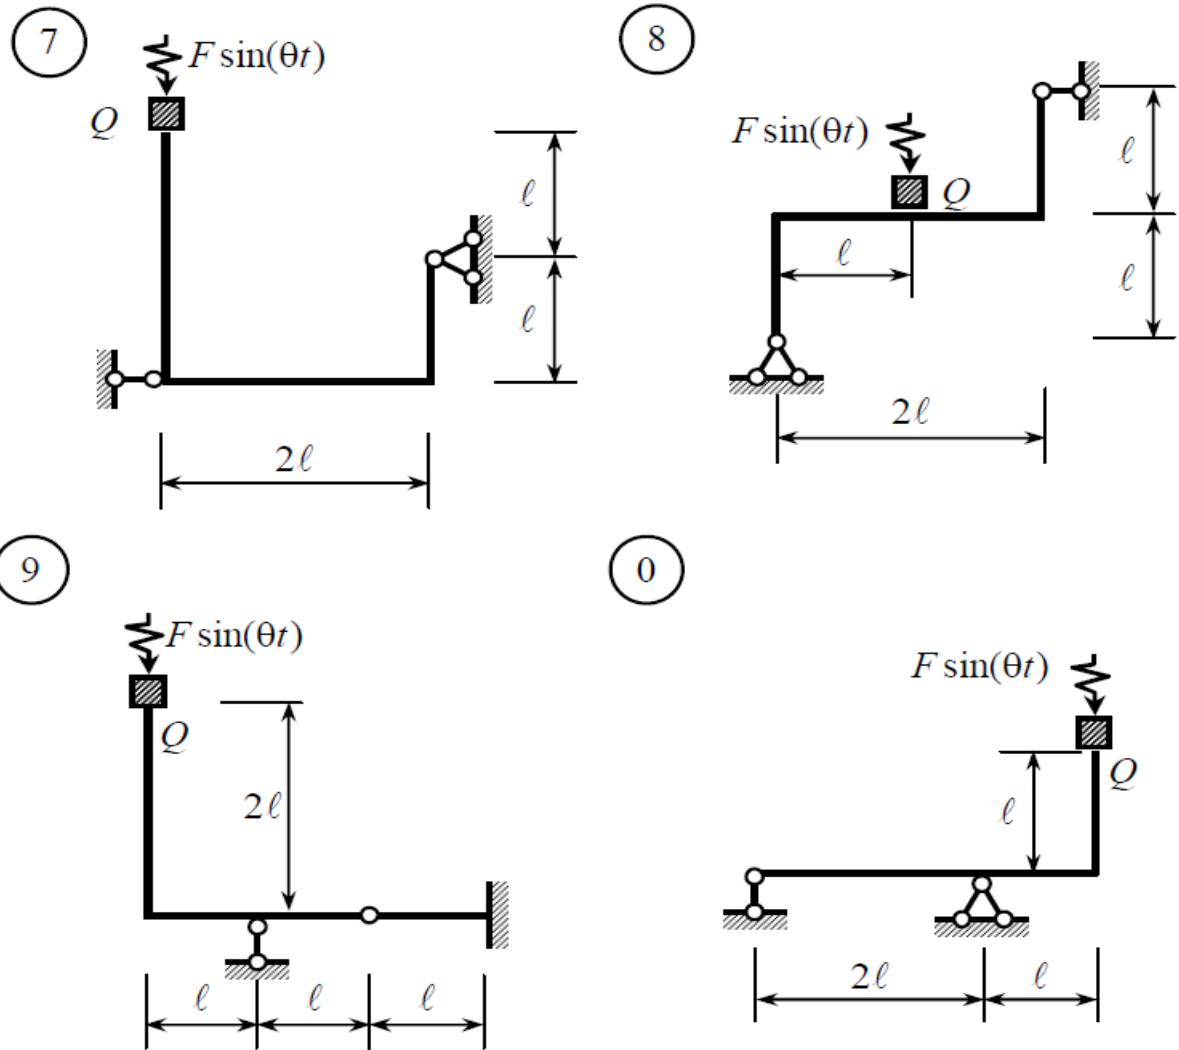 7
F sin(θt)
Q
ℓ
ℓ
2ℓ
8
F sin(θt)
Q
ℓ
ℓ
ℓ
2ℓ
9
F sin(θt)
Q
2ℓ
ℓ ℓ ℓ
0
F sin(θt)
Q
ℓ
2ℓ ℓ